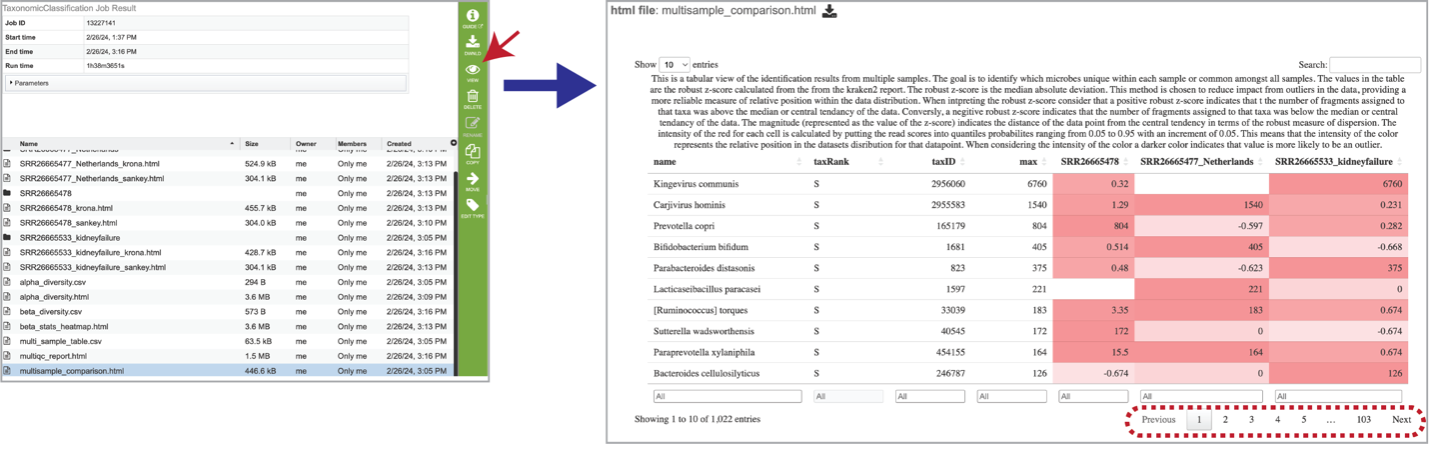 TaxonomicClassification Job Result
Job ID 13227141
Start time 2/26/24, 1:37 PM
End time 2/26/24, 3:16 PM
Run time 1h38m3651s
Parameters
Name Size Owner Members Created
SRR26665477_Netherlands me Only me
SRR26665477_Netherlands_krona.html 524.9 kB me Only me 2/26/24, 3:13 PM
SRR26665477_Netherlands_sankey.html 304.1 kB me Only me 2/26/24, 3:13 PM
SRR26665478 me Only me 2/26/24, 3:13 PM
SRR26665478_krona.html 455.7 kB me Only me 2/26/24, 3:13 PM
SRR26665478_sankey.html 304.0 kB me Only me 2/26/24, 3:10 PM
SRR26665533_kidneyfailure me Only me 2/26/24, 3:05 PM
SRR26665533_kidneyfailure_krona.html 428.7 kB me Only me 2/26/24, 3:16 PM
SRR26665533_kidneyfailure_sankey.html 304.1 kB me Only me 2/26/24, 3:13 PM
alpha_diversity.csv 294 B me Only me 2/26/24, 3:05 PM
alpha_diversity.html 3.6 MB me Only me 2/26/24, 3:09 PM
beta_diversity.csv 573 B me Only me 2/26/24, 3:16 PM
beta_stats_heatmap.html 3.6 MB me Only me 2/26/24, 3:13 PM
multi_sample_table.csv 63.5 kB me Only me 2/26/24, 3:05 PM
multiqc_report.html 1.5 MB me Only me 2/26/24, 3:16 PM
multisample_comparison.html 446.6 kB me Only me 2/26/24, 3:05 PM
GUIDE
DWNLD
VIEW
DELETE
RENAME
COPY
MOVE
EDIT TYPE
html file: multisample_comparison.html
Show 10 entries Search:
This is a tabular view of the identification results from multiple samples. The goal is to identify which microbes unique within each sample or common amongst all samples. The values in the table
are the robust z-score calculated from the from the kraken2 report. The robust z-score is the median absolute deviation. This method is chosen to reduce impact from outliers in the data, providing a
more reliable measure of relative position within the data distribution. When intpreting the robust z-score consider that a positive robust z-score indicates that t the number of fragments assigned to
that taxa was above the median or central tendancy of the data. Conversly, a negitive robust z-score indicates that the number of fragments assigned to that taxa was below the median or central
tendancy of the data. The magnitude (represented as the value of the z-score) indicates the distance of the data point from the central tendency in terms of the robust measure of dispersion. The
intensity of the red for each cell is calculated by putting the read scores into quantiles probabilites ranging from 0.05 to 0.95 with an increment of 0.05. This means that the intensity of the color
represents the relative position in the datasets disribution for that datapoint. When considering the intensity of the color a darker color indicates that value is more likely to be an outlier.
name taxRank taxID max SRR26665478 SRR26665477_Netherlands SRR26665533_kidneyfailure
Kingevirus communis S 2956060 6760 0.32 6760
Carjivirus hominis S 2955583 1540 1.29 1540 0.231
Prevotella copri S 165179 804 804 -0.597 0.282
Bifidobacterium bifidum S 1681 405 0.514 405 -0.668
Parabacteroides distasonis S 823 375 0.48 -0.623 375
Lacticaseibacillus paracasei S 1597 221 221 0
[Ruminococcus] torques S 33039 183 3.35 183 0.674
Sutterella wadsworthensis S 40545 172 172 0 -0.674
Paraprevotella xylaniphila S 454155 164 15.5 164 0.674
Bacteroides cellulosilyticus S 246787 126 -0.674 0 126
All All All All All All All
Showing 1 to 10 of 1,022 entries Previous 1 2 3 4 5 … 103 Next